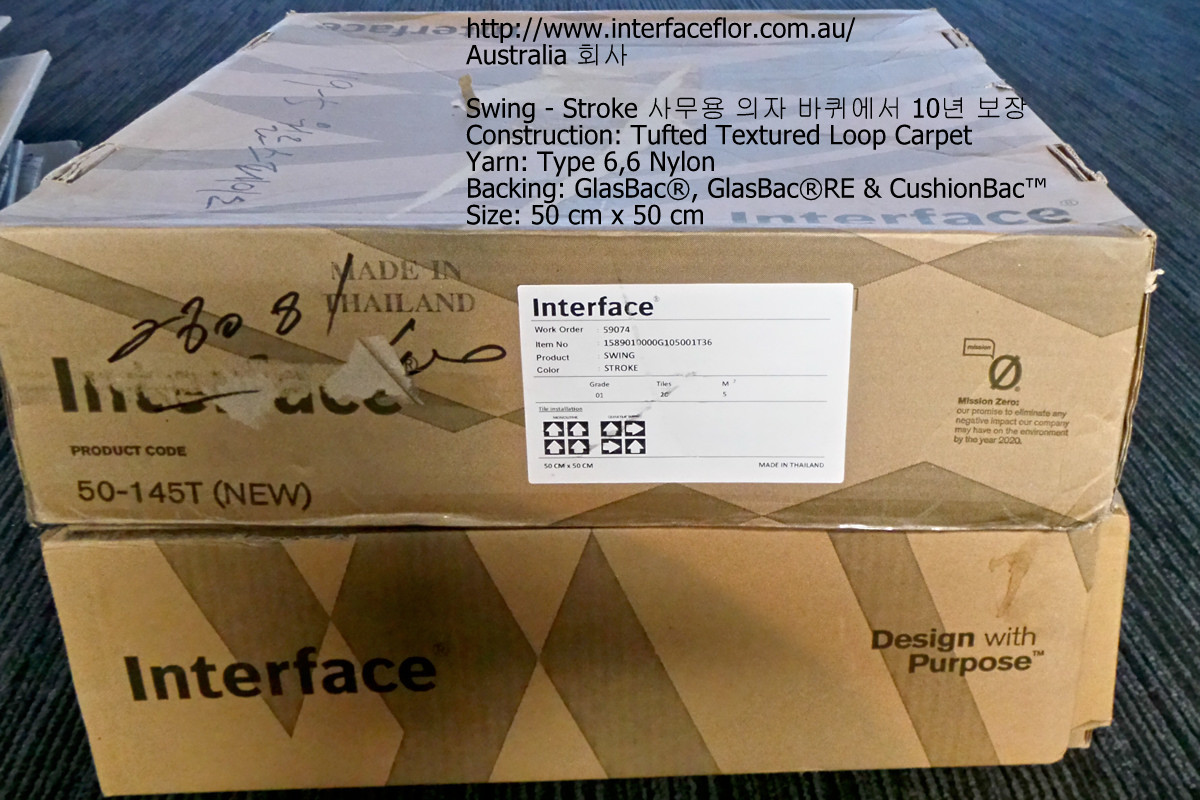 http://www.interfaceflor.com.au/
Australia 회사
Swing - Stroke 사무용 의자 바퀴에서 10년 보장
Construction: Tufted Textured Loop Carpet
Yarn: Type 6,6 Nylon
Backing: GlasBac®, GlasBac®RE & CushionBac™
Size: 50 cm x 50 cm
Interface®
MADE IN
THAILAND
Interface
PRODUCT CODE
50-145T (NEW)
Interface®
Work Order : 59074
Item No : 1589010000G105001T36
Product : SWING
Color : STROKE
Grade Tiles M²
01 20 5
Tile Installation
50 CM x 50 CM MADE IN THAILAND
mission
Mission Zero:
our promise to eliminate any
negative impact our company
may have on the environment
by the year 2020.
Interface®
Design with
Purpose™